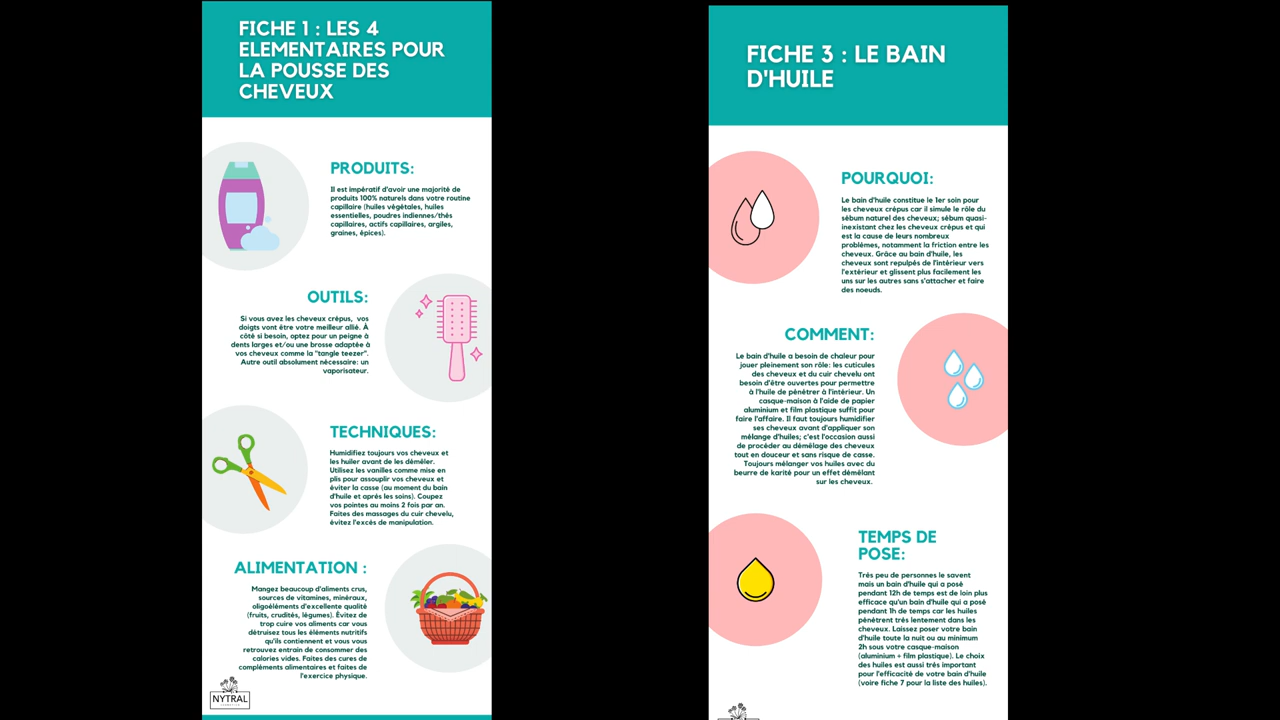 FICHE 1 : LES 4
ELEMENTAIRES POUR
LA POUSSE DES
CHEVEUX
PRODUITS:
Il est impératif d'avoir une majorité de
produits 100% naturels dans votre routine
capillaire (huiles végétales, huiles
essentielles, poudres indiennes/thés
capillaires, actifs capillaires, argiles,
graines, épices).
OUTILS:
Si vous avez les cheveux crépus, vos
doigts vont être votre meilleur allié. À
côté si besoin, optez pour un peigne à
dents larges et/ou une brosse adaptée à
vos cheveux comme la "tangle teezer".
Autre outil absolument nécessaire: un
vaporisateur.
TECHNIQUES:
Humidifiez toujours vos cheveux et
les huiler avant de les démêler.
Utilisez les vanilles comme mise en
plis pour assouplir vos cheveux et
éviter la casse (au moment du bain
d'huile et après les soins). Coupez
vos pointes au moins 2 fois par an.
Faites des massages du cuir chevelu,
évitez l'excés de manipulation.
ALIMENTATION :
Mangez beaucoup d'aliments crus,
sources de vitamines, minéraux,
oligoéléments d'excellente qualité
(fruits, crudités, légumes). Évitez de
trop cuire vos aliments car vous
détruisez tous les éléments nutritifs
qu'ils contiennent et vous vous
retrouvez entrain de consommer des
calories vides. Faites des cures de
compléments alimentaires et faites de
l'exercice physique.
NYTRAL
FICHE 3 : LE BAIN
D'HUILE
POURQUOI:
Le bain d'huile constitue le 1er soin pour
les cheveux crépus car il simule le rôle du
sébum naturel des cheveux; sébum quasi-
inexistant chez les cheveux crépus et qui
est la cause de leurs nombreux
problémes, notamment la friction entre les
cheveux. Grâce au bain d'huile, les
cheveux sont repulpés de l'intérieur vers
l'extérieur et glissent plus facilement les
uns sur les autres sans s'attacher et faire
des noeuds.
COMMENT:
Le bain d'huile a besoin de chaleur pour
jouer pleinement son rôle: les cuticules
des cheveux et du cuir chevelu ont
besoin d'être ouvertes pour permettre
à l'huile de pénétrer à l'intérieur. Un
casque-maison à l'aide de papier
aluminium et film plastique suffit pour
faire l'affaire. Il faut toujours humidifier
ses cheveux avant d'appliquer son
mélange d'huiles; c'est l'occasion aussi
de procéder au démêlage des cheveux
tout en douceur et sans risque de casse.
Toujours mélanger vos huiles avec du
beurre de karité pour un effet démêlant
sur les cheveux.
TEMPS DE
POSE:
Trés peu de personnes le savent
mais un bain d'huile qui a posé
pendant 12h de temps est de loin plus
efficace qu'un bain d'huile qui a posé
pendant 1h de temps car les huiles
pénétrent trés lentement dans les
cheveux. Laissez poser votre bain
d'huile toute la nuit ou au minimum
2h sous votre casque-maison
(aluminium + film plastique). Le choix
des huiles est aussi trés important
pour l'efficacité de votre bain d'huile
(voire fiche 7 pour la liste des huiles).